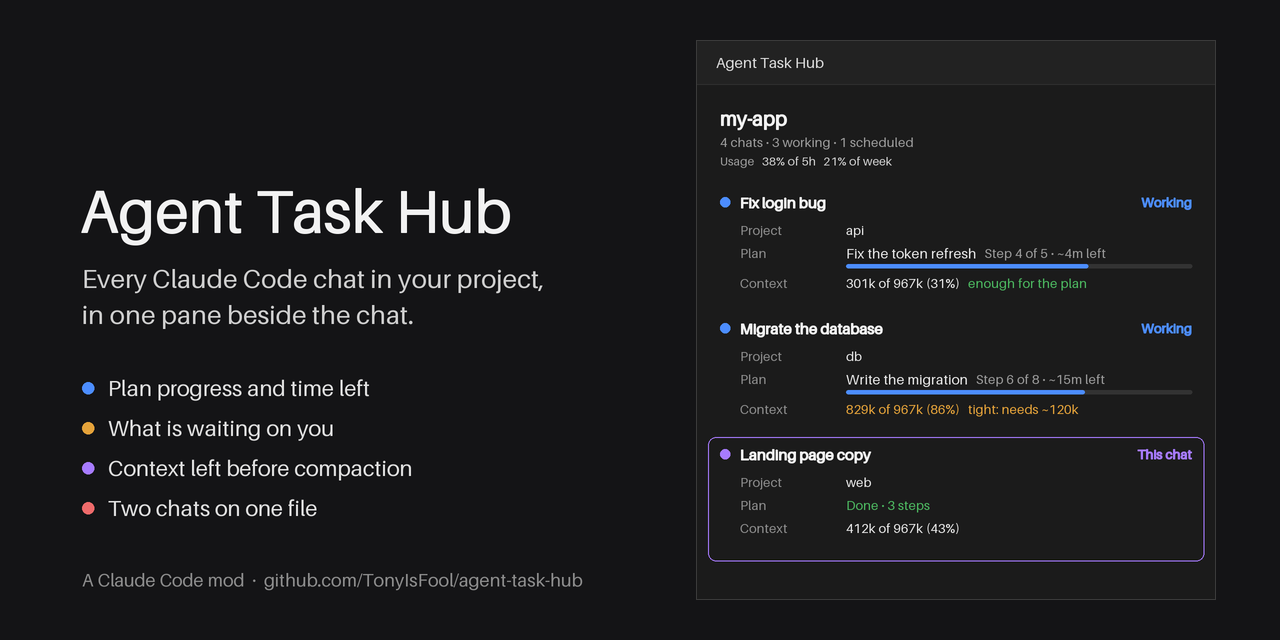 Agent Task Hub
Every Claude Code chat in your project,
in one pane beside the chat.
Plan progress and time left
What is waiting on you
Context left before compaction
Two chats on one file
A Claude Code mod · github.com/TonyIsFool/agent-task-hub
Agent Task Hub
my-app
4 chats · 3 working · 1 scheduled
Usage 38% of 5h 21% of week
Fix login bug Working
Project api
Plan Fix the token refresh Step 4 of 5 · ~4m left
Context 301k of 967k (31%) enough for the plan
Migrate the database Working
Project db
Plan Write the migration Step 6 of 8 · ~15m left
Context 829k of 967k (86%) tight: needs ~120k
Landing page copy This chat
Project web
Plan Done · 3 steps
Context 412k of 967k (43%)